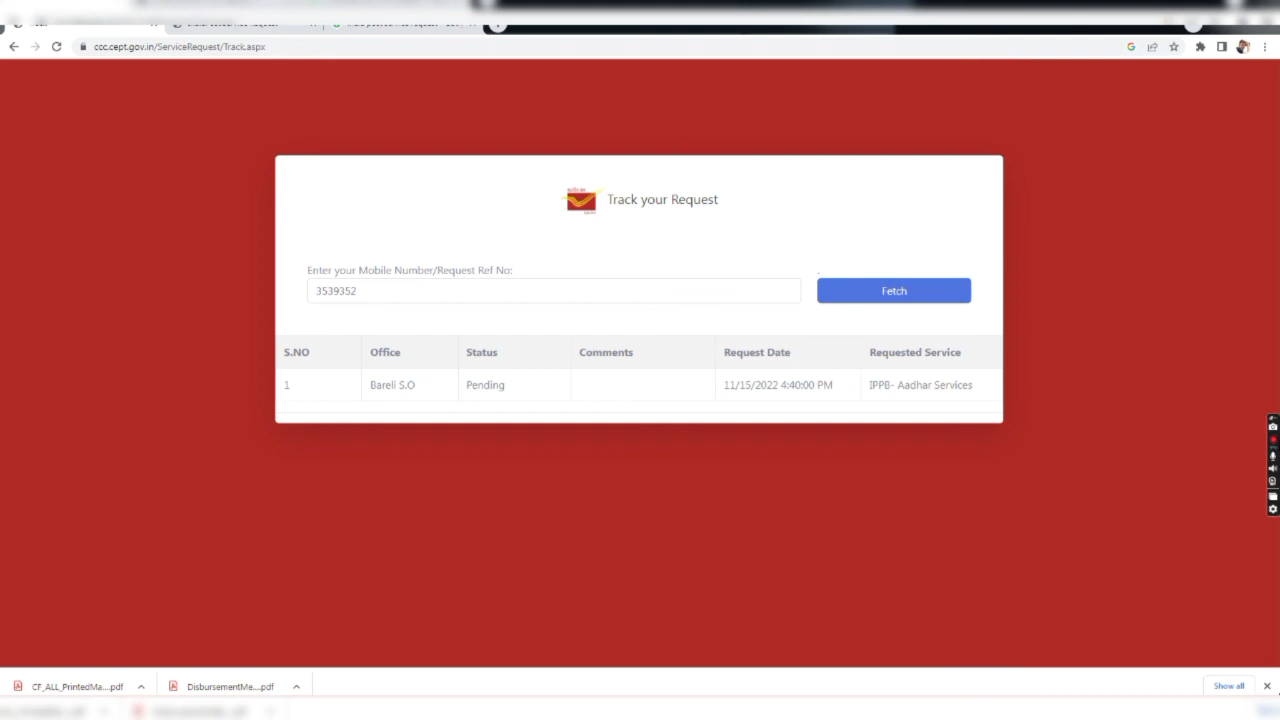 ccc.cept.gov.in/ServiceRequest/Track.aspx
Track your Request
Enter your Mobile Number/Request Ref No:
.
3539352
Fetch
S.NO Office Status Comments Request Date Requested Service
1 Bareli S.O Pending 11/15/2022 4:40:00 PM IPPB- Aadhar Services
CF_ALL_PrintedMa....pdf DisbursementMe....pdf Show all